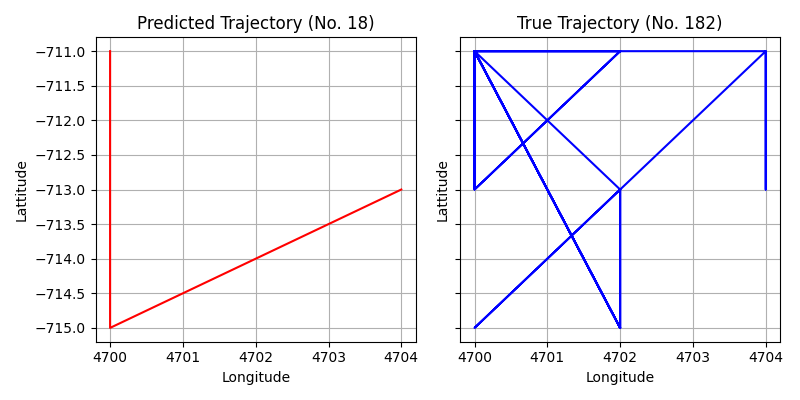 Predicted Trajectory (No. 18)
True Trajectory (No. 182)
Lattitude
−711.0
−711.5
−712.0
−712.5
−713.0
−713.5
−714.0
−714.5
−715.0
4700 4701 4702 4703 4704
Longitude
Lattitude
4700 4701 4702 4703 4704
Longitude